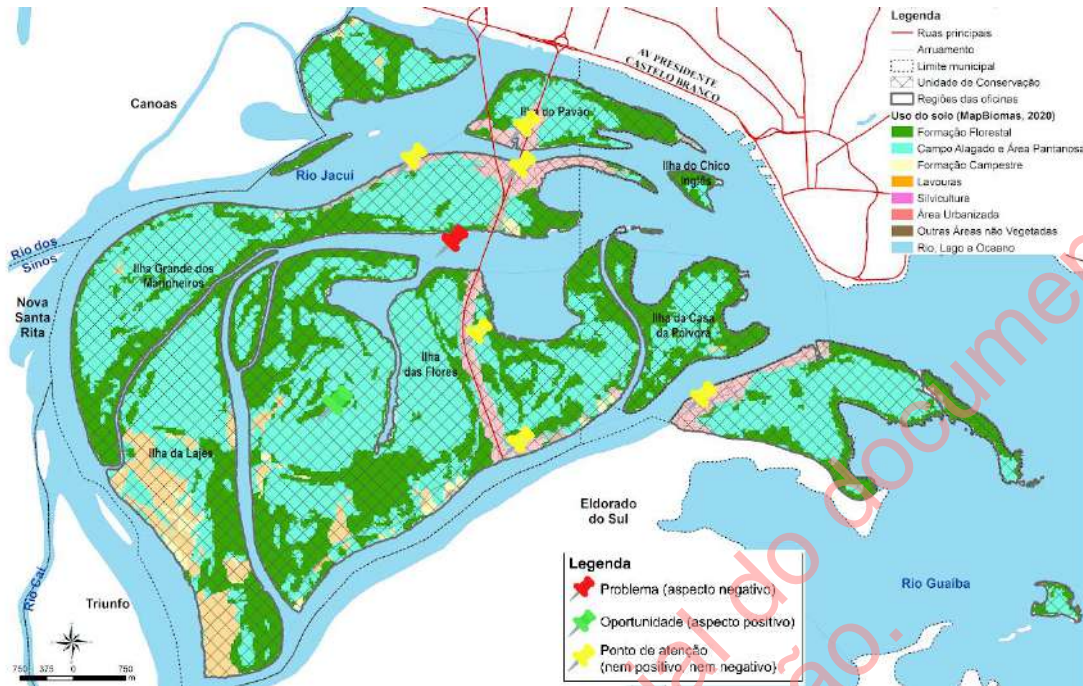 Legenda
Ruas principais
Arruamento
Limite municipal
Unidade de Conservação
Regiões das oficinas
Uso do solo (MapBiomas, 2020)
Formação Florestal
Campo Alagado e Área Pantanosa
Formação Campestre
Lavouras
Silvicultura
Área Urbanizada
Outras Áreas não Vegetadas
Rio, Lago e Oceano
AV PRESIDENTE
CASTELO BRANCO
Canoas
Ilha do Pavão
Rio Jacuí
Ilha do Chico
Inglês
Rio dos
Sinos
Ilha Grande dos
Marinheiros
Nova
Santa
Rita
Ilha da Casa
da Pólvora
Ilha
das Flores
Ilha da Lajes
Eldorado
do Sul
Rio Caí
Triunfo
Rio Guaíba
Legenda
Problema (aspecto negativo)
Oportunidade (aspecto positivo)
Ponto de atenção
(nem positivo, nem negativo)
750 375 0 750
m
ial do documen
ão.